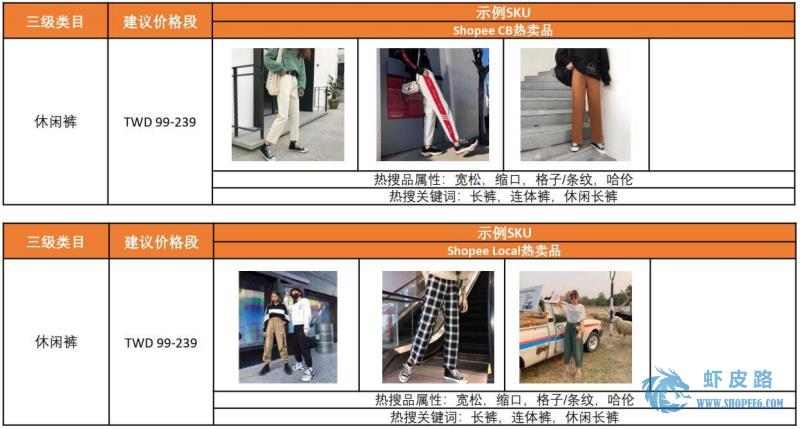 三级类目
建议价格段
示例SKU
Shopee CB热卖品
休闲裤
TWD 99-239
热搜品属性：宽松，缩口，格子/条纹，哈伦
热搜关键词：长裤，连体裤，休闲长裤
三级类目
建议价格段
示例SKU
Shopee Local热卖品
休闲裤
TWD 99-239
热搜品属性：宽松，缩口，格子/条纹，哈伦
热搜关键词：长裤，连体裤，休闲长裤
虾皮路
WWW.SHOPEE6.COM